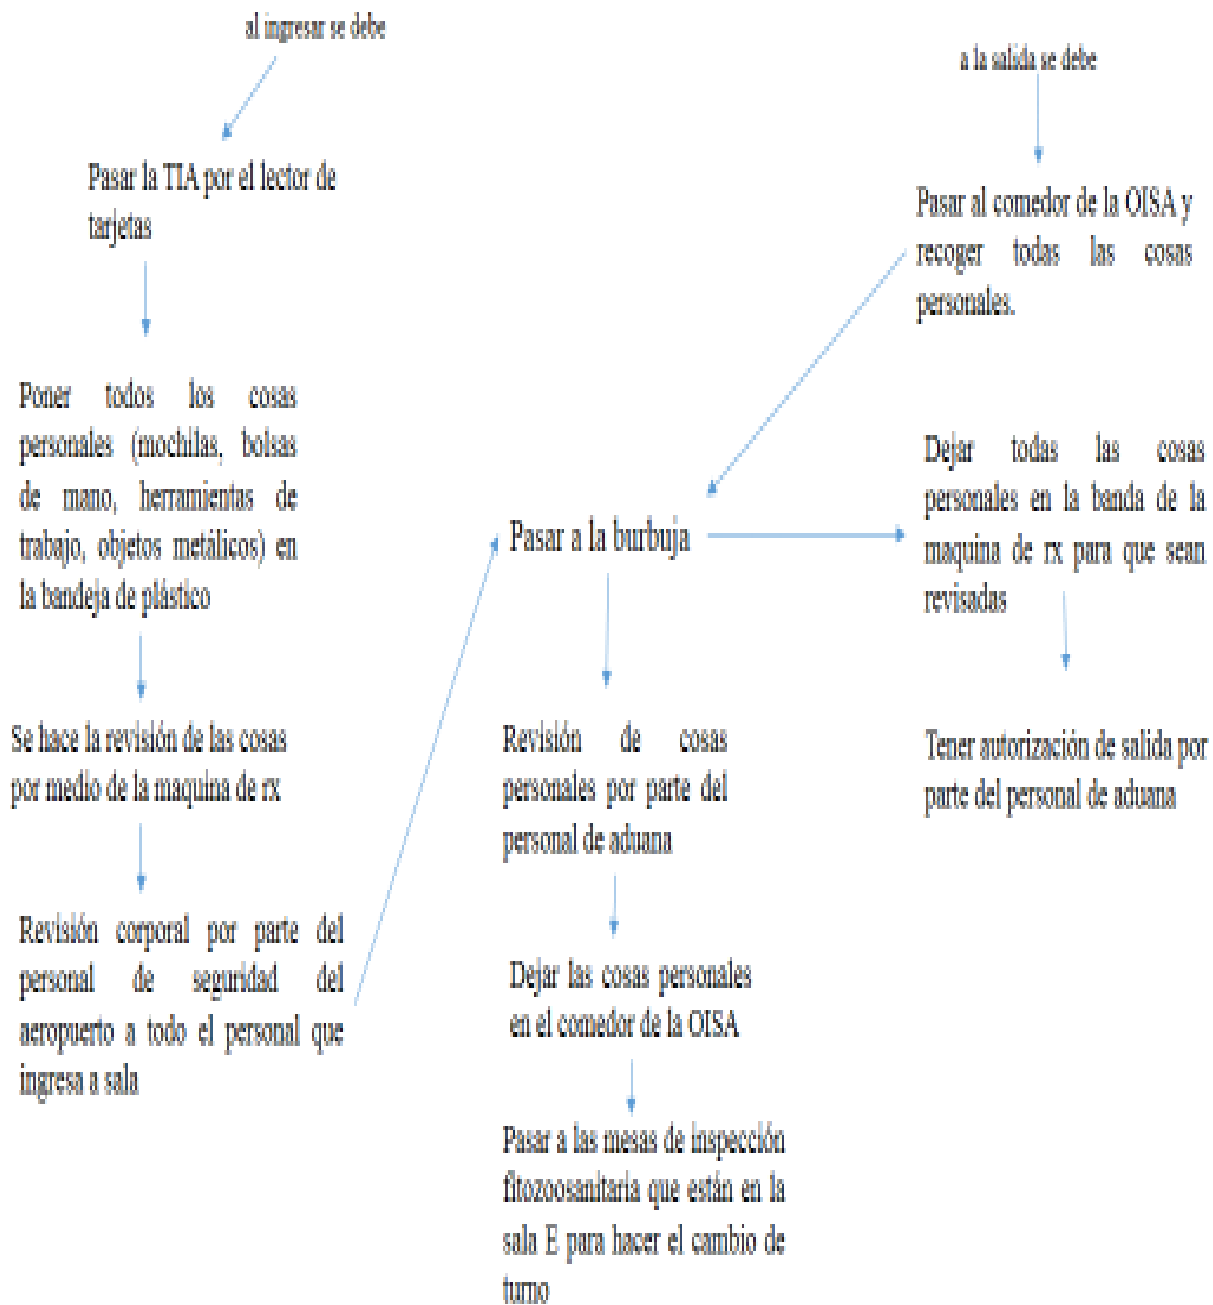 al ingresar se debe
Pasar la TIA por el lector de
tarjetas
Poner todos los cosas
personales (mochilas, bolsas
de mano, herramientas de
trabajo, objetos metálicos) en
la bandeja de plástico
Se hace la revisión de las cosas
por medio de la maquina de rx
Revisión corporal por parte del
personal de seguridad del
aeropuerto a todo el personal que
ingresa a sala
Pasar a la burbuja
Revisión de cosas
personales por parte del
personal de aduana
Dejar las cosas personales
en el comedor de la OISA
Pasar a las mesas de inspección
fitozoosanitaria que están en la
sala E para hacer el cambio de
turno
a la salida se debe
Pasar al comedor de la OISA y
recoger todas las cosas
personales.
Dejar todas las cosas
personales en la banda de la
maquina de rx para que sean
revisadas
Tener autorización de salida por
parte del personal de aduana